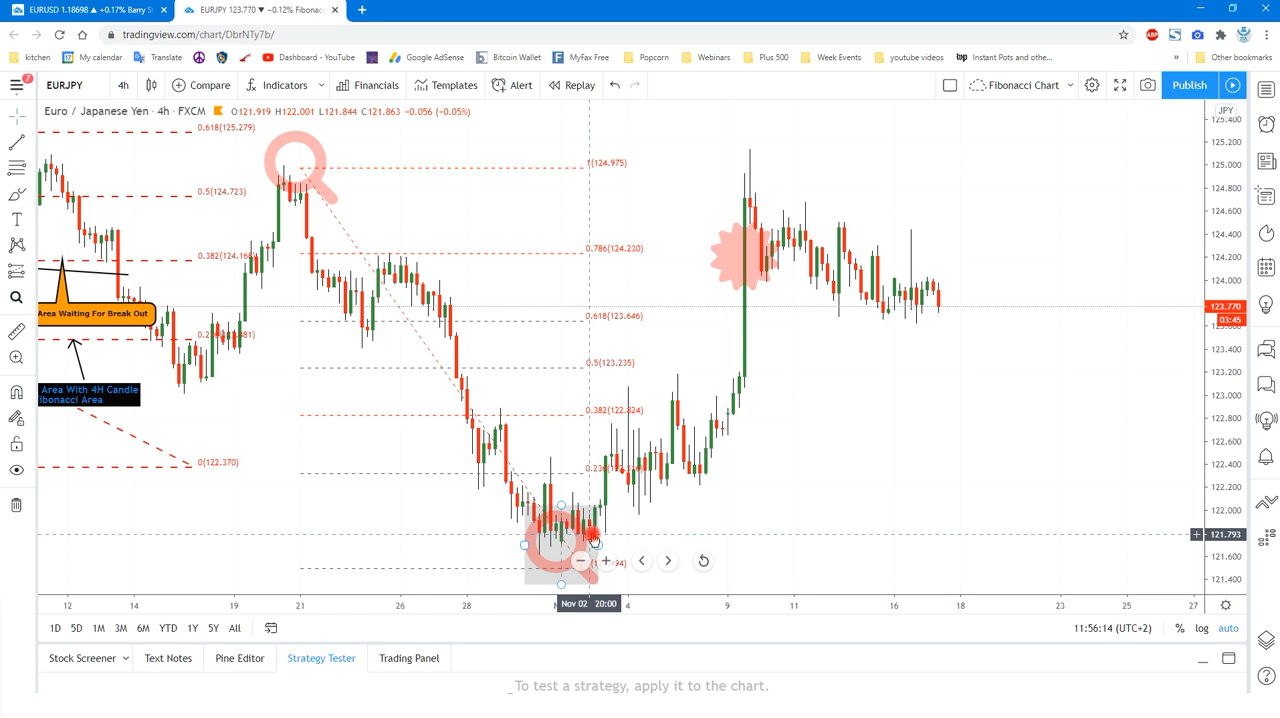 EURUSD 1.18698 ▲ +0.17% Barry S
EURJPY 123.770 ▼ −0.12% Fibonacci
tradingview.com/chart/DbrNTy7b/
kitchen
My calendar
Translate
Dashboard - YouTube
Google AdSense
Bitcoin Wallet
MyFax Free
Popcorn
Webinars
Plus 500
Week Events
youtube videos
Instant Pots and othe...
»
Other bookmarks
7
EURJPY
4h
Compare
Indicators
Financials
Templates
Alert
Replay
Fibonacci Chart
Publish
Euro / Japanese Yen · 4h · FXCM
O121.919 H122.001 L121.844 C121.863 −0.056 (−0.05%)
JPY
125.400
125.200
125.000
124.800
124.600
124.400
124.200
124.000
123.770
03:45
123.600
123.400
123.200
123.000
122.800
122.600
122.400
122.200
122.000
121.793
121.600
121.400
0.618(125.279)
0.5(124.723)
0.382(124.168)
0(122.370)
Area Waiting For Break Out
Area With 4H Candle
Fibonacci Area
1(124.975)
0.786(124.230)
0.618(123.646)
0.5(123.235)
0.382(122.824)
12
14
19
21
26
28
Nov 02 20:00
4
9
11
16
18
23
25
27
1D 5D 1M 3M 6M YTD 1Y 5Y All
11:56:14 (UTC+2)
% log auto
Stock Screener
Text Notes
Pine Editor
Strategy Tester
Trading Panel
To test a strategy, apply it to the chart.